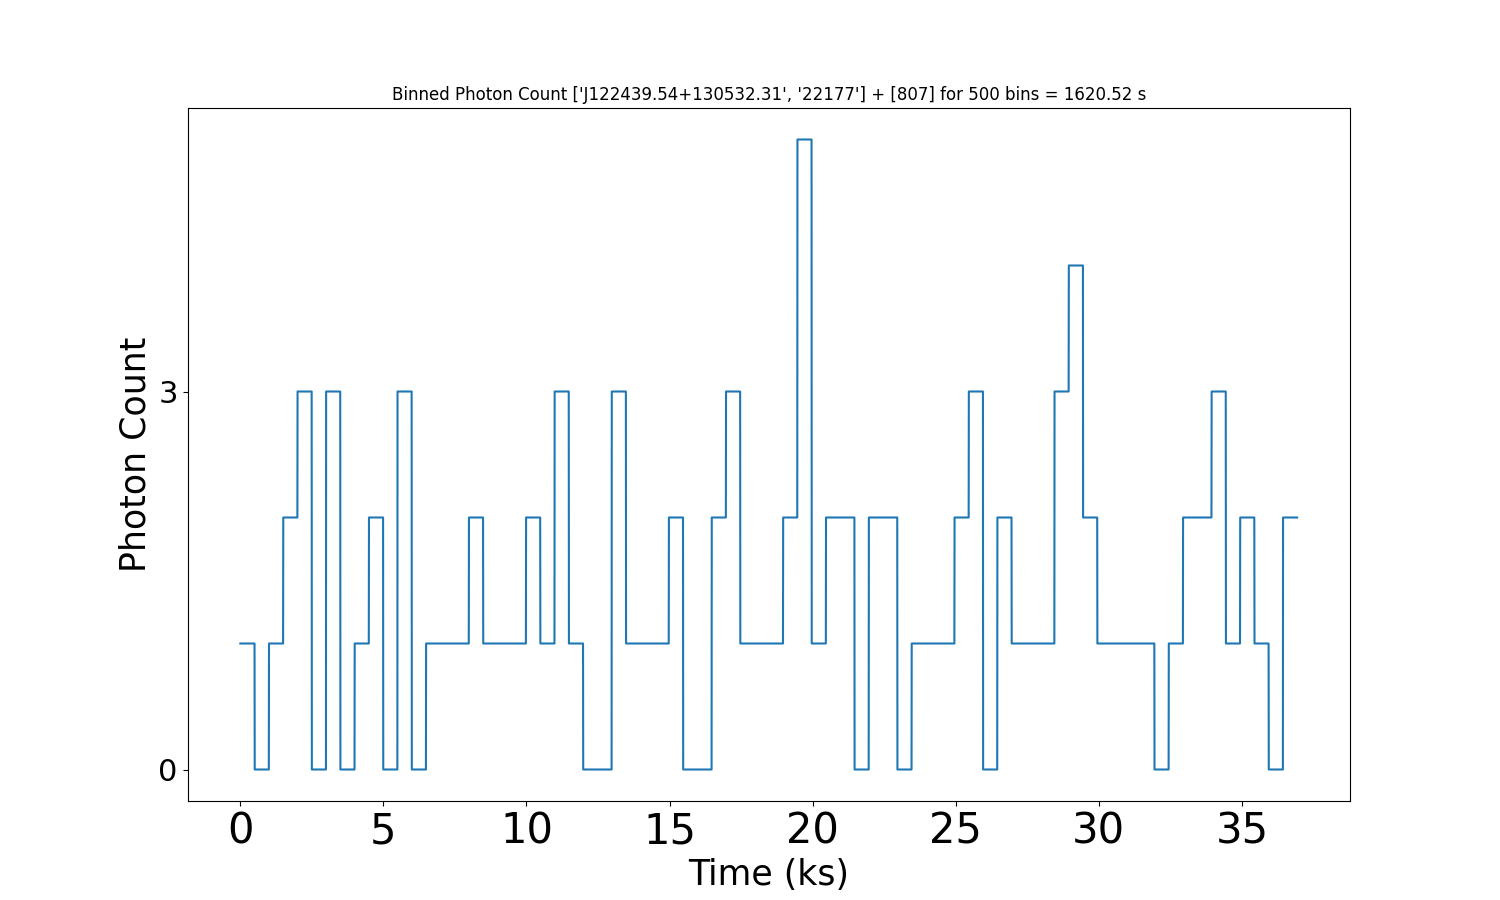 Binned Photon Count ['J122439.54+130532.31', '22177'] + [807] for 500 bins = 1620.52 s
Photon Count
3
0
0 5 10 15 20 25 30 35
Time (ks)